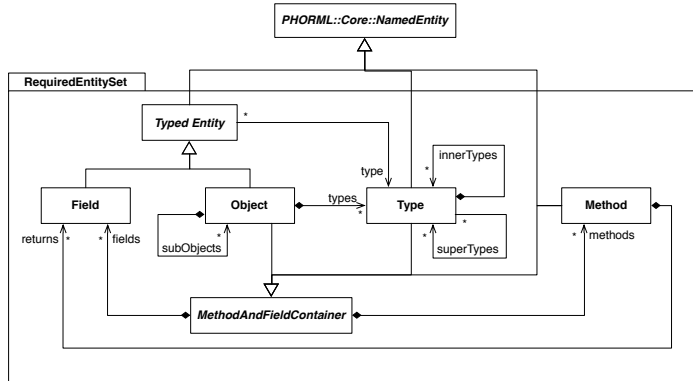 PHORML::Core::NamedEntity
RequiredEntitySet
Typed Entity
*
innerTypes
*
type
Field
Object
types
*
Type
Method
returns
*
*
fields
subObjects
*
*
*
superTypes
*
methods
MethodAndFieldContainer